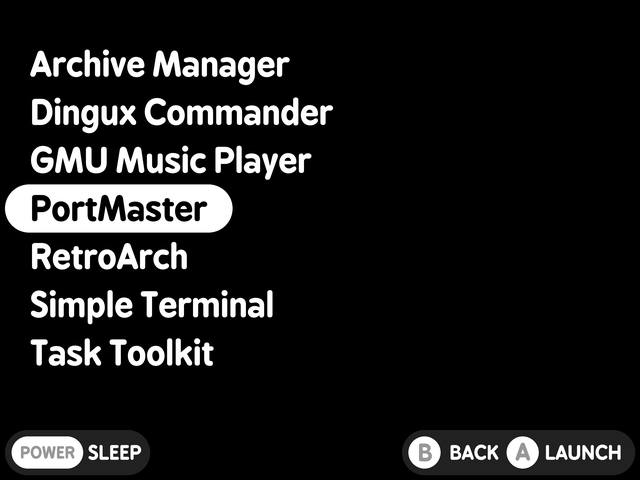 Archive Manager
Dingux Commander
GMU Music Player
PortMaster
RetroArch
Simple Terminal
Task Toolkit
POWER SLEEP B BACK A LAUNCH